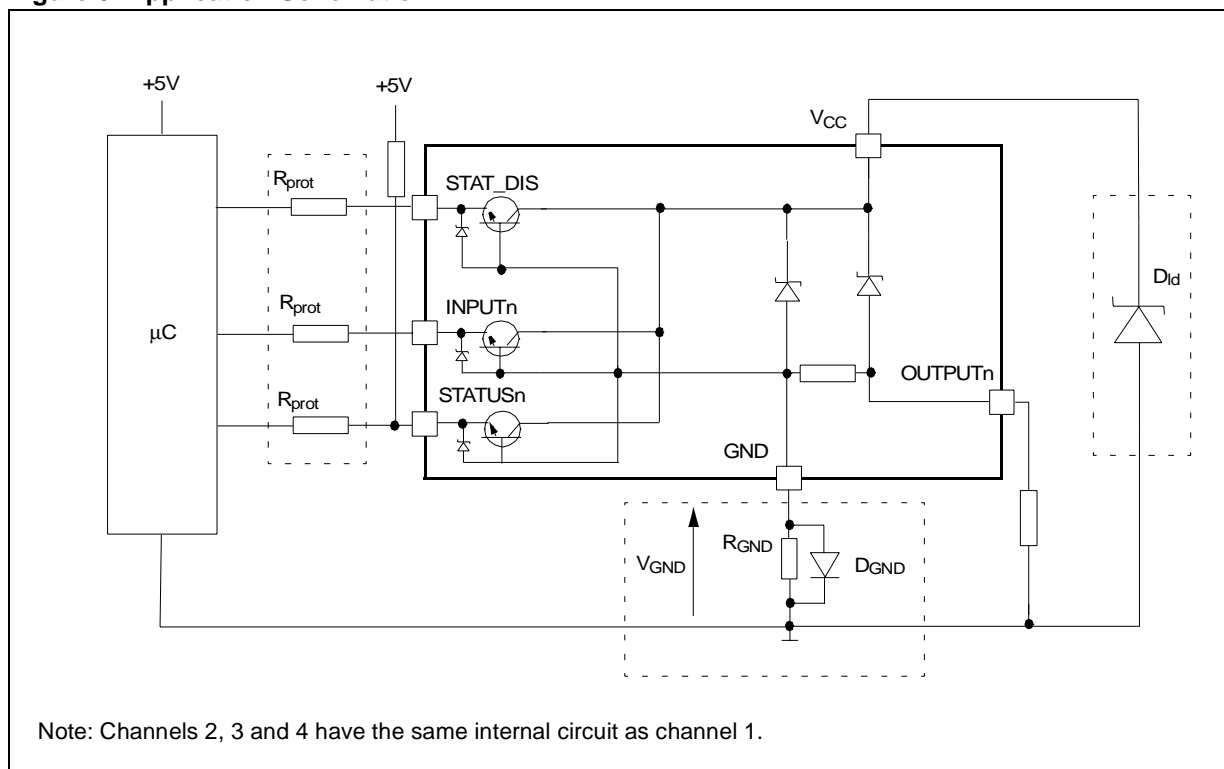 +5V
+5V
VCC
Rprot
STAT_DIS
Dld
Rprot
INPUTn
µC
OUTPUTn
Rprot
STATUSn
GND
RGND
VGND
DGND
Note: Channels 2, 3 and 4 have the same internal circuit as channel 1.